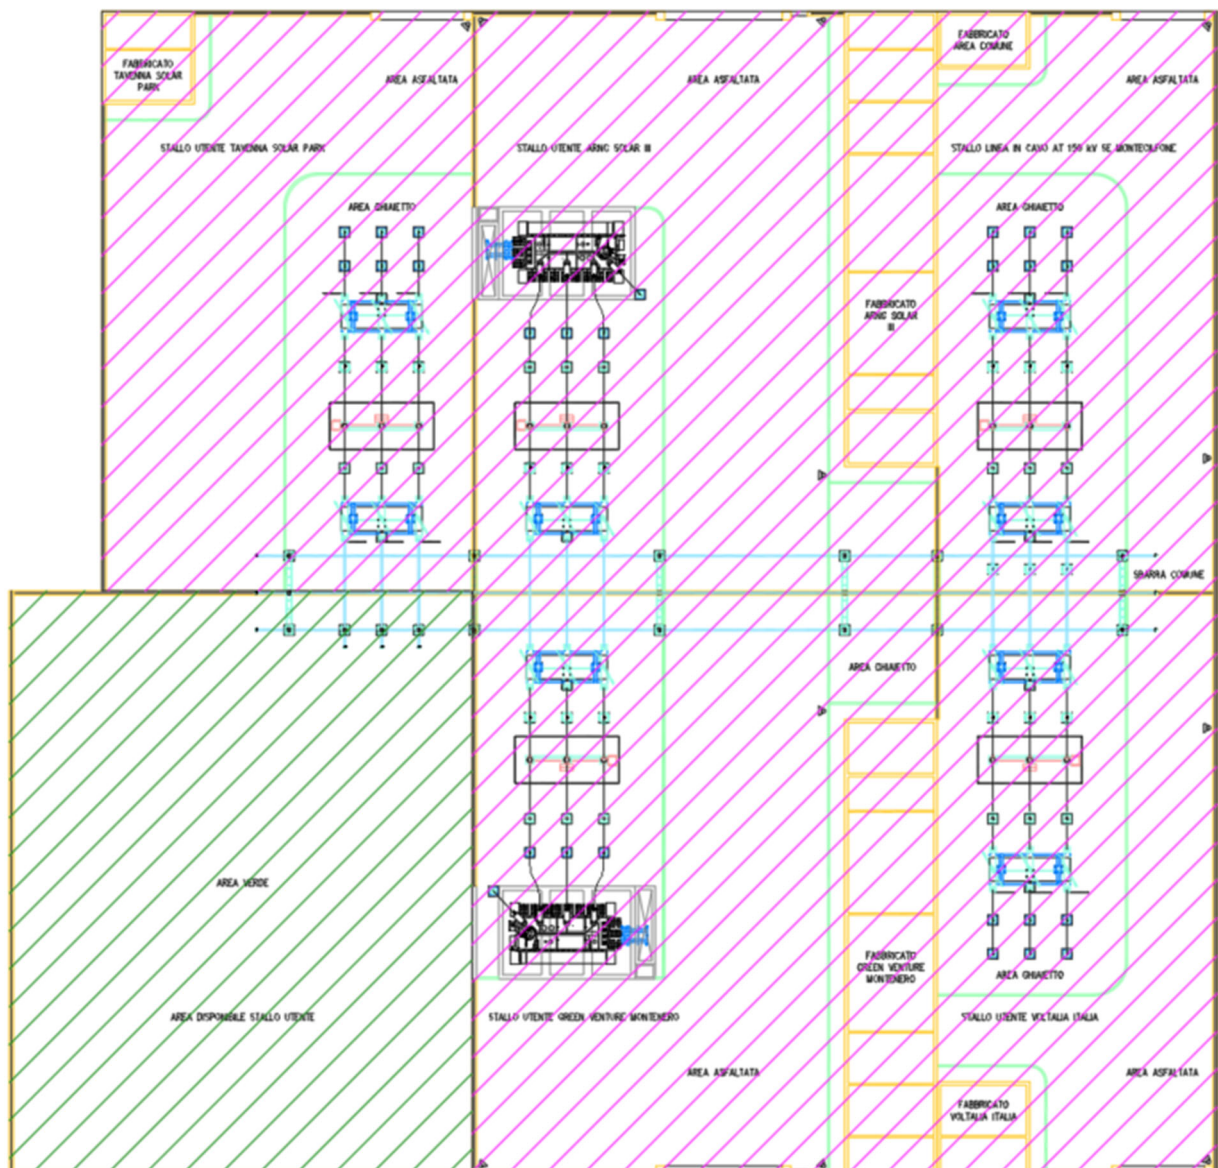 FABBRICATO
TAVENNA SOLAR
PARK
AREA ASFALTATA
AREA ASFALTATA
FABBRICATO
AREA COMUNE
AREA ASFALTATA
STALLO UTENTE TAVENNA SOLAR PARK
STALLO UTENTE ARNG SOLAR III
STALLO LINEA IN CAVO AT 150 kV SE MONTECILFONE
AREA GHIAIETTO
AREA GHIAIETTO
FABBRICATO
ARNG SOLAR
III
SBARRA COMUNE
AREA GHIAIETTO
AREA VERDE
FABBRICATO
GREEN VENTURE
MONTENERO
AREA GHIAIETTO
AREA DISPONIBILE STALLO UTENTE
STALLO UTENTE GREEN VENTURE MONTENERO
STALLO UTENTE VOLTALIA ITALIA
AREA ASFALTATA
AREA ASFALTATA
FABBRICATO
VOLTALIA ITALIA